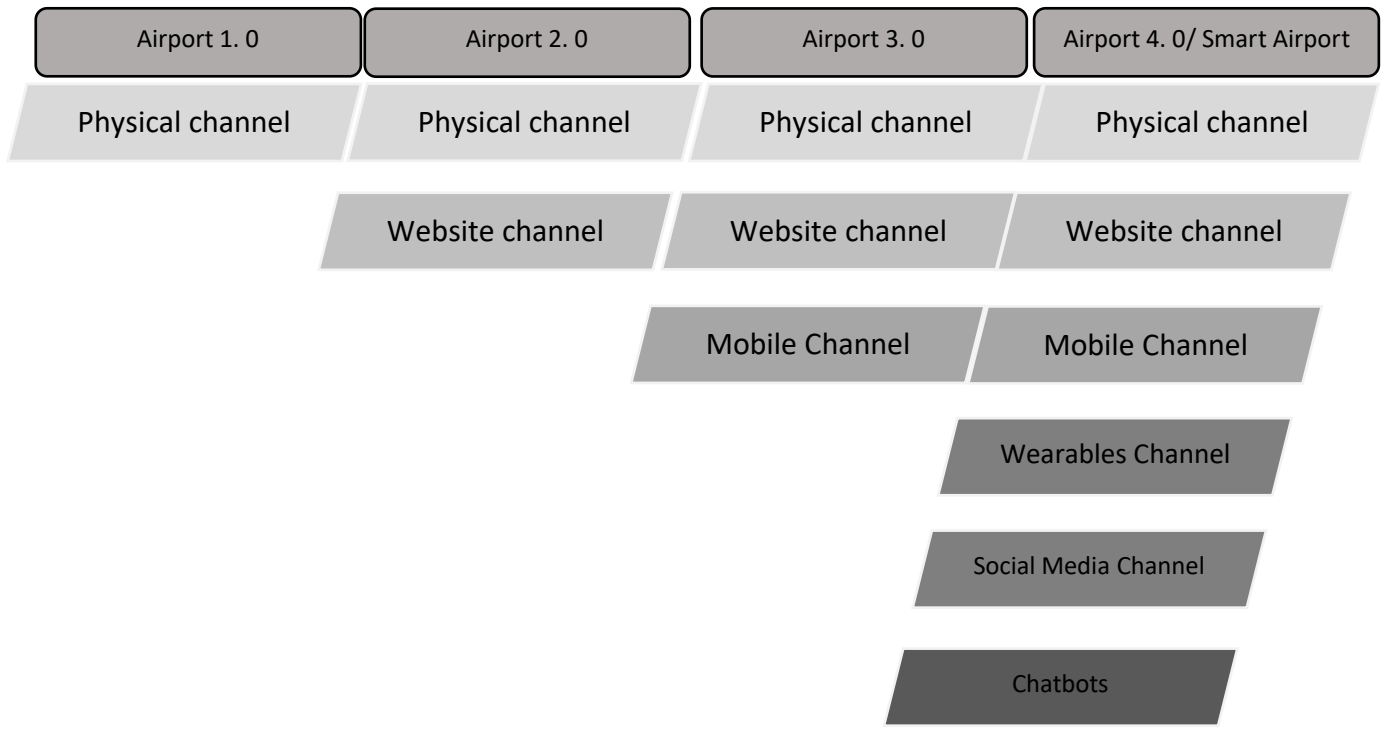 Airport 1. 0
Airport 2. 0
Airport 3. 0
Airport 4. 0/ Smart Airport
Physical channel
Physical channel
Physical channel
Physical channel
Website channel
Website channel
Website channel
Mobile Channel
Mobile Channel
Wearables Channel
Social Media Channel
Chatbots